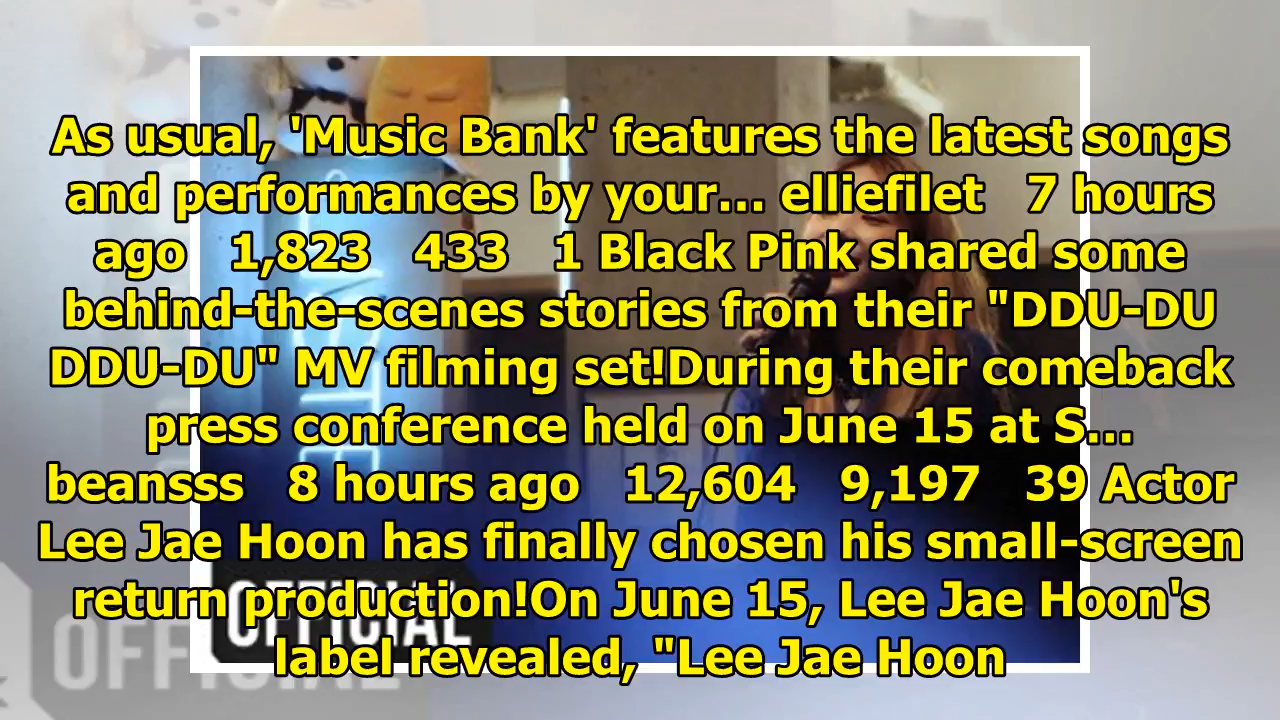 As usual, 'Music Bank' features the latest songs
and performances by your... elliefilet 7 hours
ago 1,823 433 1 Black Pink shared some
behind-the-scenes stories from their "DDU-DU
DDU-DU" MV filming set!During their comeback
press conference held on June 15 at S...
beansss 8 hours ago 12,604 9,197 39 Actor
Lee Jae Hoon has finally chosen his small-screen
return production!On June 15, Lee Jae Hoon's
label revealed, "Lee Jae Hoon
OFFICIAL
OFFICIAL